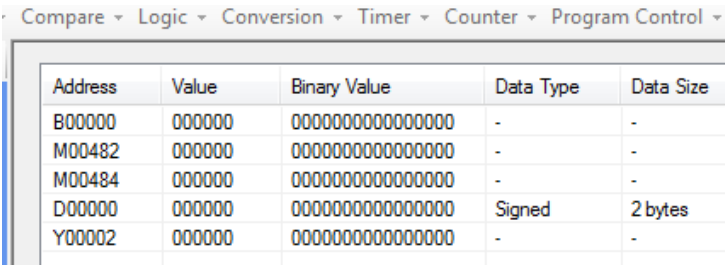 Compare Logic Conversion Timer Counter Program Control
Address Value Binary Value Data Type Data Size
B00000 000000 0000000000000000 - -
M00482 000000 0000000000000000 - -
M00484 000000 0000000000000000 - -
D00000 000000 0000000000000000 Signed 2 bytes
Y00002 000000 0000000000000000 - -